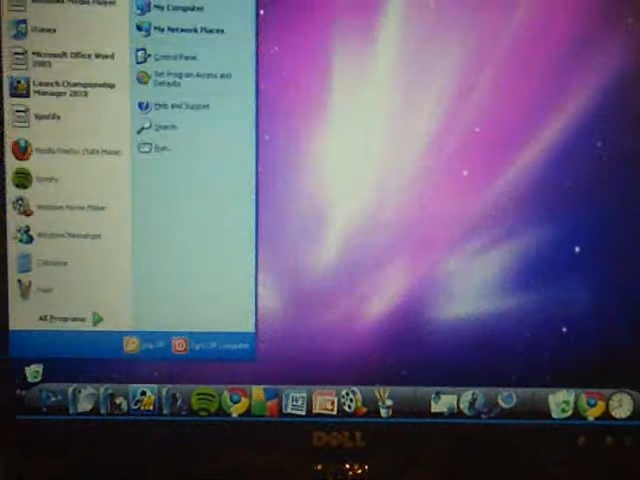 Windows Media Player
My Computer
iTunes
My Network Places
Microsoft Office Word
2003
Control Panel
Set Program Access and
Defaults
Launch Championship
Manager 2010
Help and Support
Spotify
Search
Mozilla Firefox (Safe Mode)
Run...
Spotify
Windows Movie Maker
Windows Messenger
Calculator
Paint
All Programs
Log Off
Turn Off Computer
W
DELL